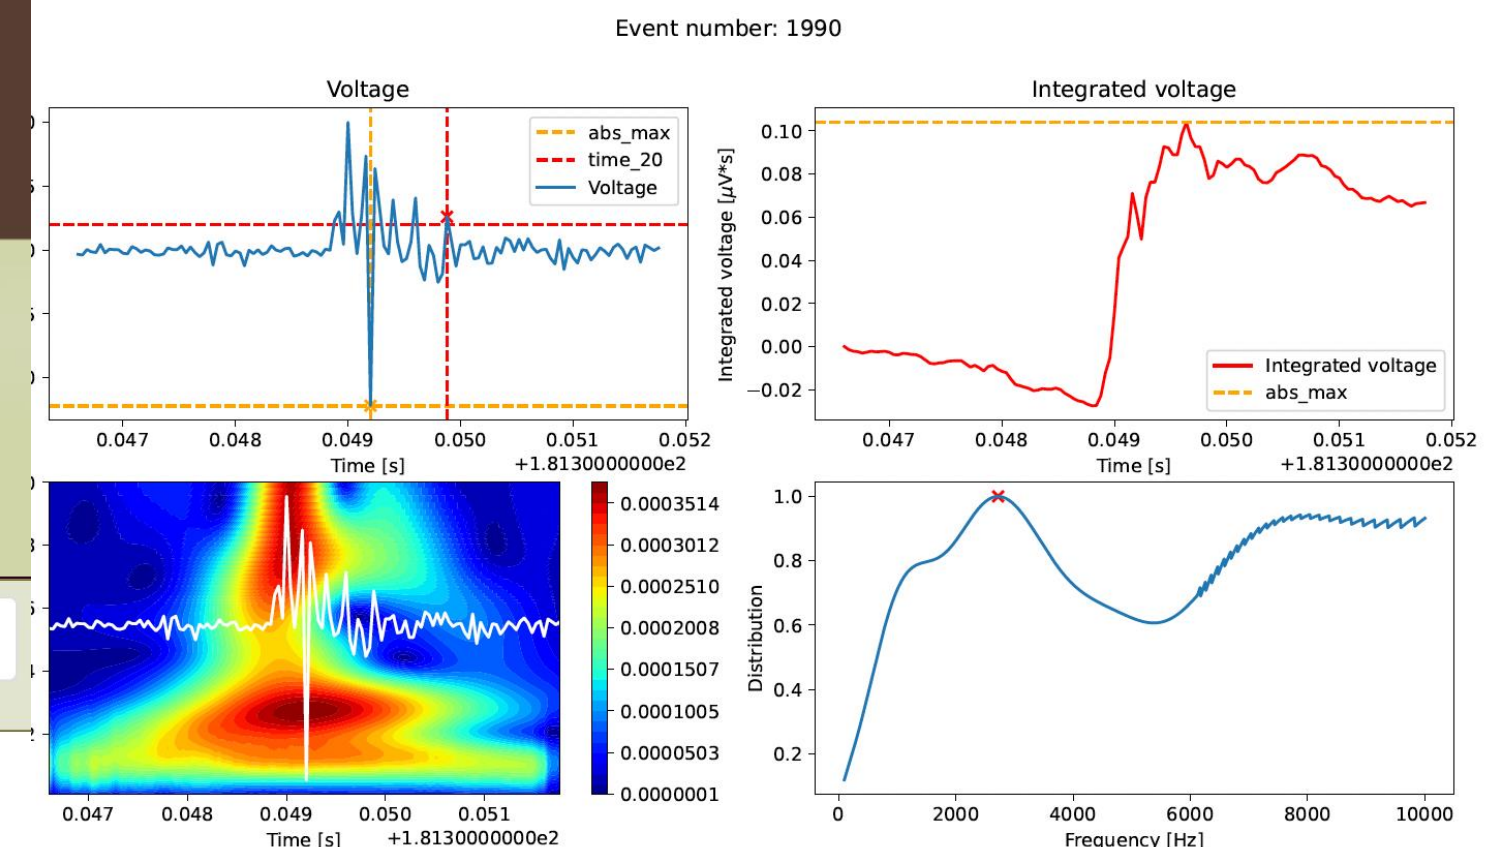 Event number: 1990
Voltage
abs_max
time_20
Voltage
0.047 0.048 0.049 0.050 0.051 0.052
Time [s] +1.8130000000e2
Integrated voltage
Integrated voltage [μV*s]
0.10
0.08
0.06
0.04
0.02
0.00
−0.02
Integrated voltage
abs_max
0.047 0.048 0.049 0.050 0.051 0.052
Time [s] +1.8130000000e2
0.0003514
0.0003012
0.0002510
0.0002008
0.0001507
0.0001005
0.0000503
0.0000001
0.047 0.048 0.049 0.050 0.051
Time [s] +1.8130000000e2
Distribution
1.0
0.8
0.6
0.4
0.2
0 2000 4000 6000 8000 10000
Frequency [Hz]